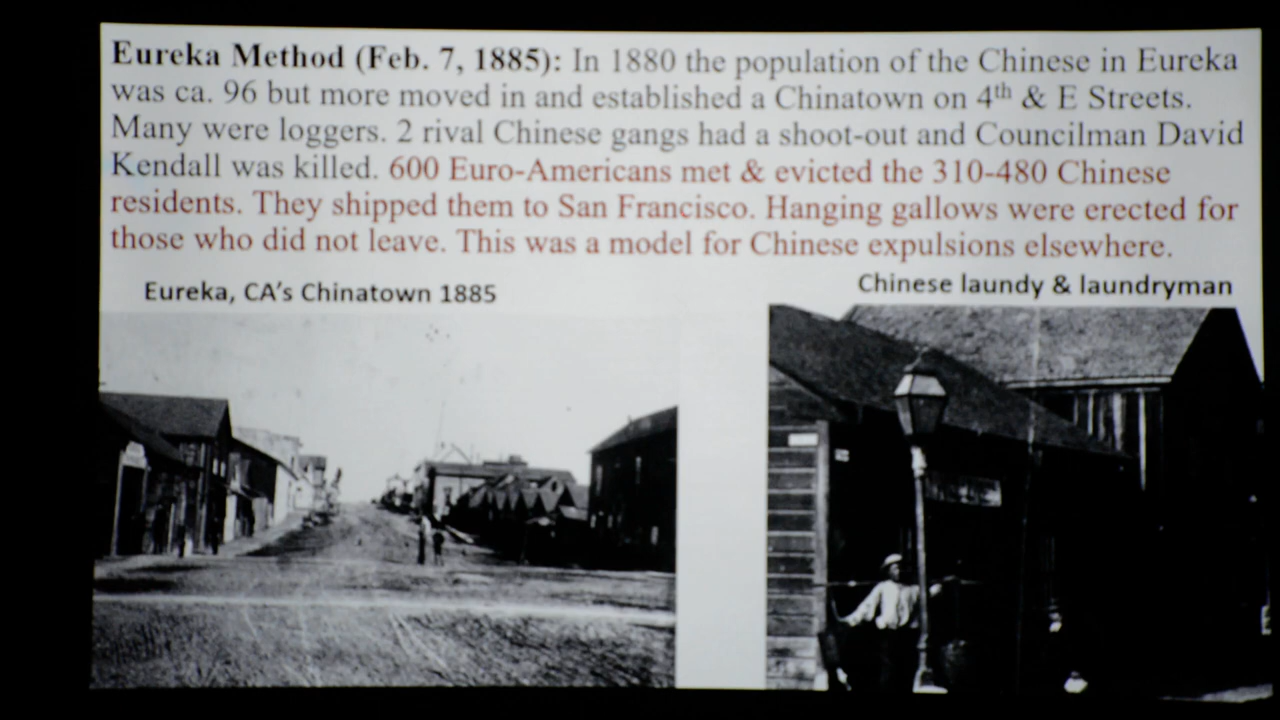 Eureka Method (Feb. 7, 1885): In 1880 the population of the Chinese in Eureka
was ca. 96 but more moved in and established a Chinatown on 4th & E Streets.
Many were loggers. 2 rival Chinese gangs had a shoot-out and Councilman David
Kendall was killed. 600 Euro-Americans met & evicted the 310-480 Chinese
residents. They shipped them to San Francisco. Hanging gallows were erected for
those who did not leave. This was a model for Chinese expulsions elsewhere.
Eureka, CA's Chinatown 1885
Chinese laundy & laundryman